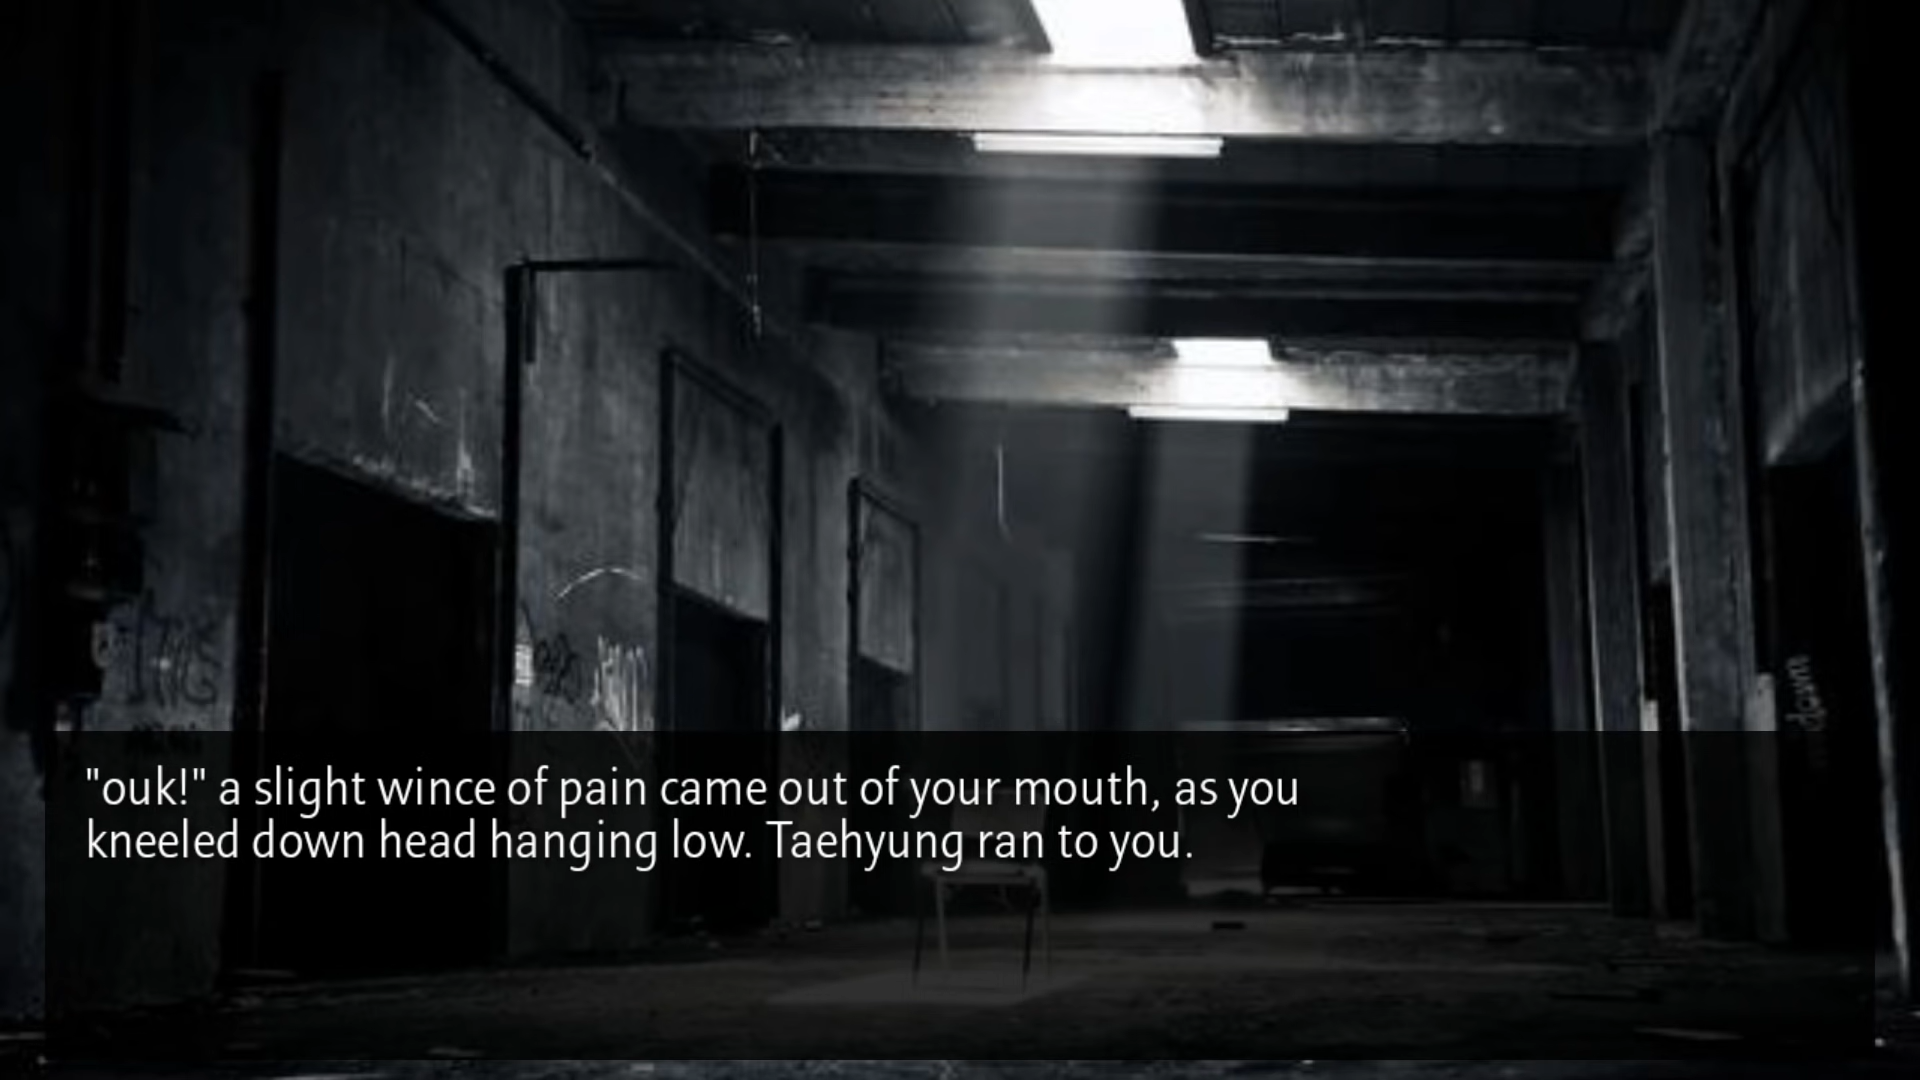 "ouk!" a slight wince of pain came out of your mouth, as you
kneeled down head hanging low. Taehyung ran to you.